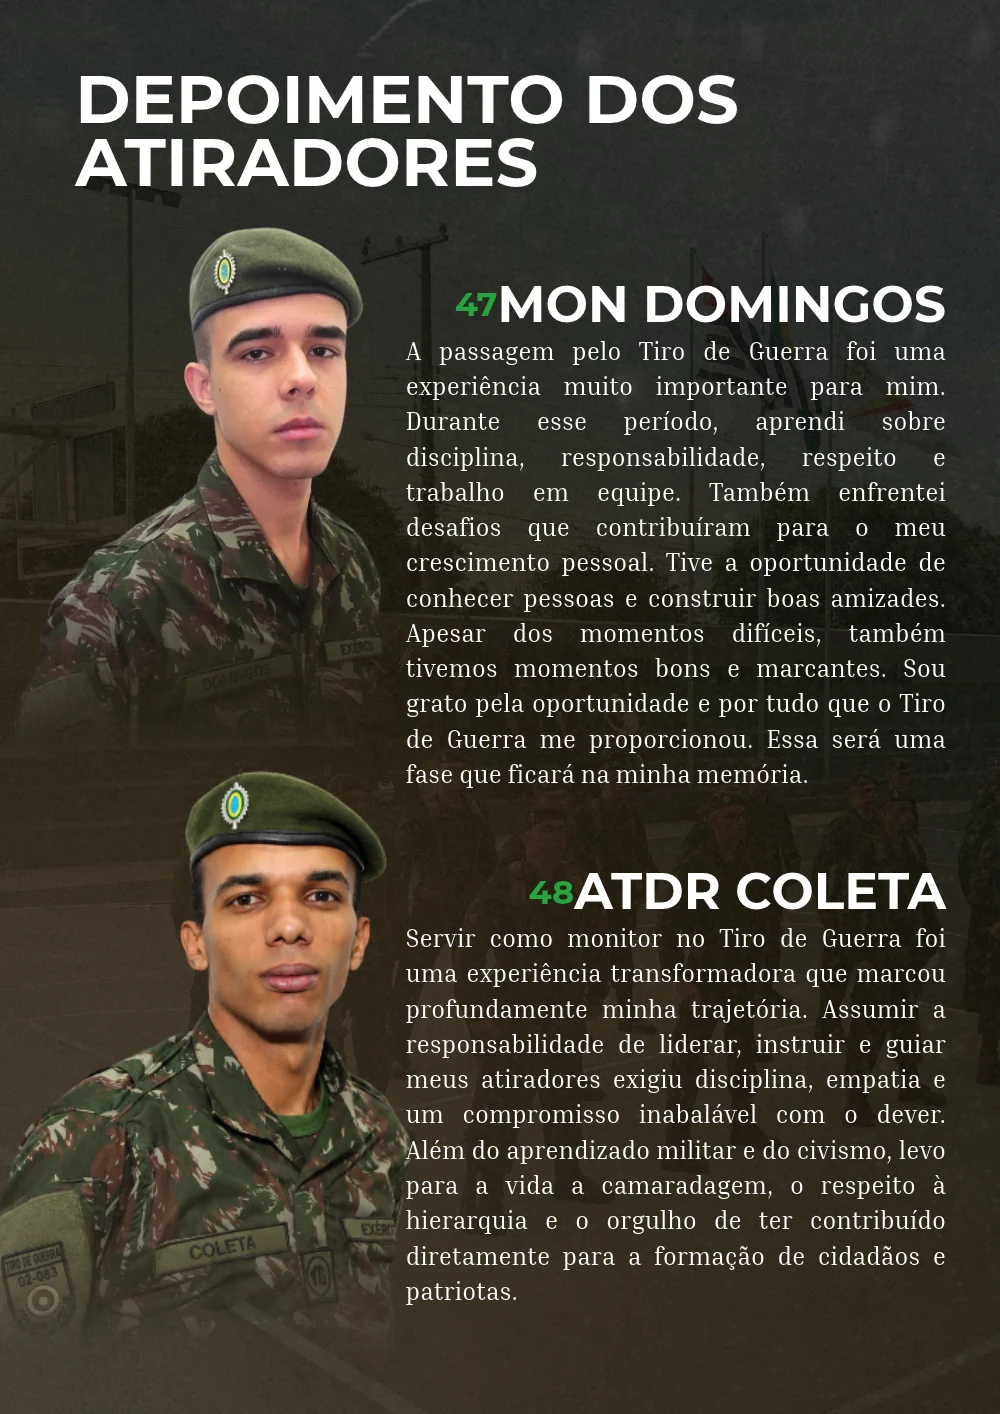 DEPOIMENTO DOS
ATIRADORES
47MON DOMINGOS
A passagem pelo Tiro de Guerra foi uma
experiência muito importante para mim.
Durante esse período, aprendi sobre
disciplina, responsabilidade, respeito e
trabalho em equipe. Também enfrentei
desafios que contribuíram para o meu
crescimento pessoal. Tive a oportunidade de
conhecer pessoas e construir boas amizades.
Apesar dos momentos difíceis, também
tivemos momentos bons e marcantes. Sou
grato pela oportunidade e por tudo que o Tiro
de Guerra me proporcionou. Essa será uma
fase que ficará na minha memória.
DOMINGOS
EXÉRC
48ATDR COLETA
Servir como monitor no Tiro de Guerra foi
uma experiência transformadora que marcou
profundamente minha trajetória. Assumir a
responsabilidade de liderar, instruir e guiar
meus atiradores exigiu disciplina, empatia e
um compromisso inabalável com o dever.
Além do aprendizado militar e do civismo, levo
para a vida a camaradagem, o respeito à
hierarquia e o orgulho de ter contribuído
diretamente para a formação de cidadãos e
patriotas.
COLETA
EXÉRC
TIRO DE GUERRA
02-083